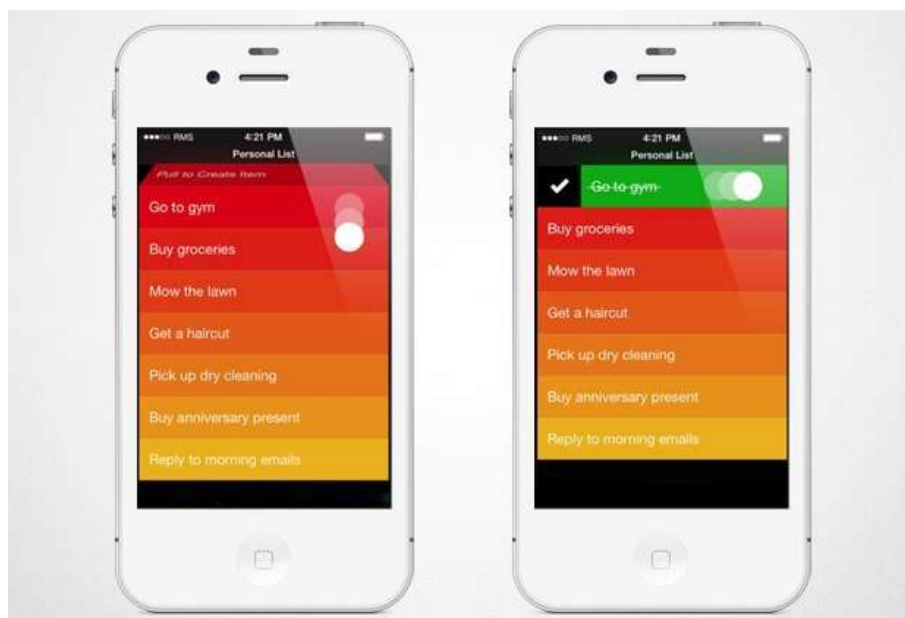 RMS 4:21 PM
Personal List
Pull to Create Item
Go to gym
Buy groceries
Mow the lawn
Get a haircut
Pick up dry cleaning
Buy anniversary present
Reply to morning emails
RMS 4:21 PM
Personal List
Go to gym
Buy groceries
Mow the lawn
Get a haircut
Pick up dry cleaning
Buy anniversary present
Reply to morning emails